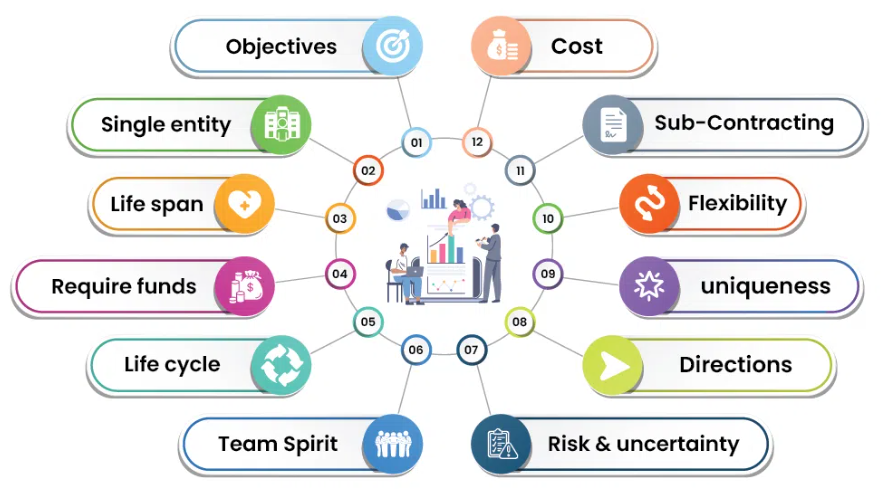 Objectives
01
Single entity
02
Life span
03
Require funds
04
Life cycle
05
Team Spirit
06
Risk & uncertainty
07
Directions
08
uniqueness
09
Flexibility
10
Sub-Contracting
11
Cost
12
$
$